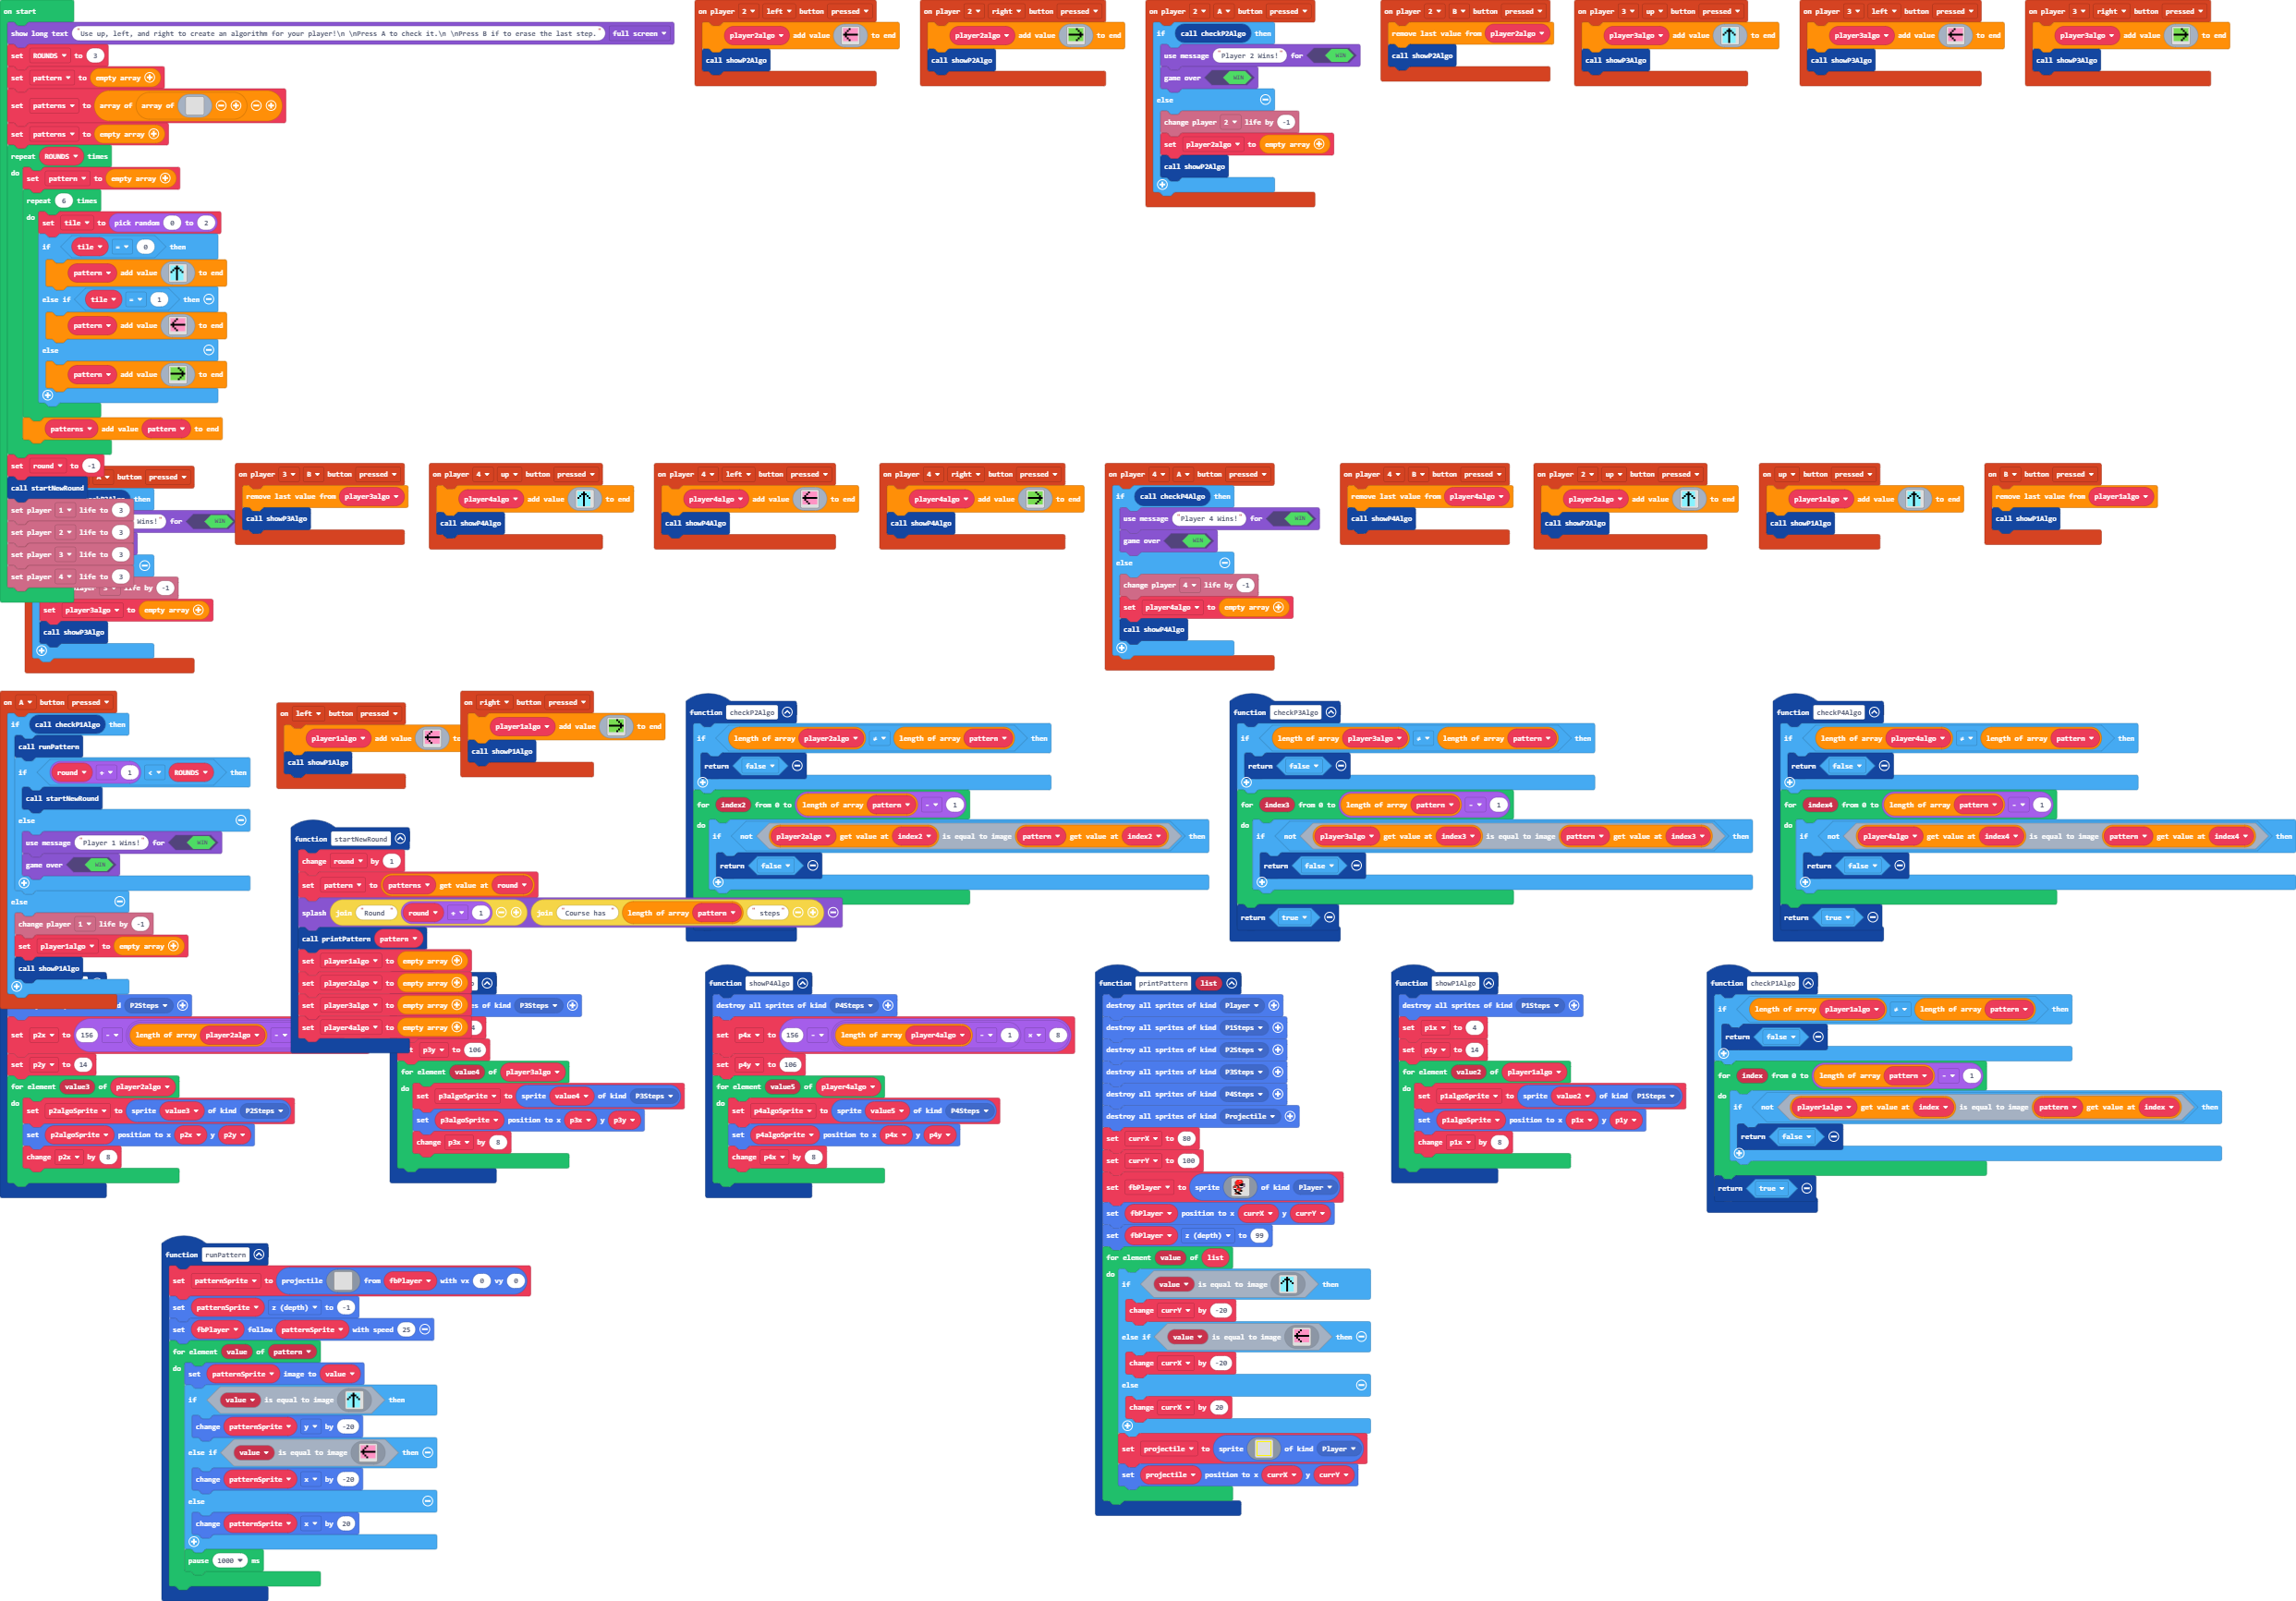 on start
show long text "Use up, left, and right to create an algorithm for your player!\n \nPress A to check it.\n \nPress B if to erase the last step." full screen
set ROUNDS to 3
set pattern to empty array
set patterns to array of array of
set patterns to empty array
repeat ROUNDS times
do set pattern to empty array
repeat 6 times
do set tile to pick random 0 to 2
if tile = 0 then
pattern add value to end
else if tile = 1 then
pattern add value to end
else
pattern add value to end
patterns add value pattern to end
set round to -1
call startNewRound
set player 1 life to 3
set player 2 life to 3
set player 3 life to 3
set player 4 life to 3
on player 2 left button pressed
player2algo add value to end
call showP2Algo
on player 2 right button pressed
player2algo add value to end
call showP2Algo
on player 2 A button pressed
if call checkP2Algo then
use message "Player 2 Wins!" for WIN
game over WIN
else
change player 2 life by -1
set player2algo to empty array
call showP2Algo
on player 2 B button pressed
remove last value from player2algo
call showP2Algo
on player 3 up button pressed
player3algo add value to end
call showP3Algo
on player 3 left button pressed
player3algo add value to end
call showP3Algo
on player 3 right button pressed
player3algo add value to end
call showP3Algo
button pressed
then
Wins!" for WIN
life by -1
set player3algo to empty array
call showP3Algo
on player 3 B button pressed
remove last value from player3algo
call showP3Algo
on player 4 up button pressed
player4algo add value to end
call showP4Algo
on player 4 left button pressed
player4algo add value to end
call showP4Algo
on player 4 right button pressed
player4algo add value to end
call showP4Algo
on player 4 A button pressed
if call checkP4Algo then
use message "Player 4 Wins!" for WIN
game over WIN
else
change player 4 life by -1
set player4algo to empty array
call showP4Algo
on player 4 B button pressed
remove last value from player4algo
call showP4Algo
on player 2 up button pressed
player2algo add value to end
call showP2Algo
on up button pressed
player1algo add value to end
call showP1Algo
on B button pressed
remove last value from player1algo
call showP1Algo
on A button pressed
if call checkP1Algo then
call runPattern
if round + 1 < ROUNDS then
call startNewRound
else
use message "Player 1 Wins!" for WIN
game over WIN
else
change player 1 life by -1
set player1algo to empty array
call showP1Algo
on left button pressed
player1algo add value to
call showP1Algo
on right button pressed
player1algo add value to end
call showP1Algo
function startNewRound
change round by 1
set pattern to patterns get value at round
splash join "Round " round + 1 join "Course has " length of array pattern " steps"
call printPattern pattern
set player1algo to empty array
set player2algo to empty array
set player3algo to empty array
set player4algo to empty array
function checkP2Algo
if length of array player2algo ≠ length of array pattern then
return false
for index2 from 0 to length of array pattern - 1
do if not player2algo get value at index2 is equal to image pattern get value at index2 then
return false
function checkP3Algo
if length of array player3algo ≠ length of array pattern then
return false
for index3 from 0 to length of array pattern - 1
do if not player3algo get value at index3 is equal to image pattern get value at index3 then
return false
return true
function checkP4Algo
if length of array player4algo ≠ length of array pattern then
return false
for index4 from 0 to length of array pattern - 1
do if not player4algo get value at index4 is equal to image pattern get value at index4 then
return false
return true
P2Steps
set p2x to 156 - length of array player2algo -
set p2y to 14
for element value3 of player2algo
do set p2algoSprite to sprite value3 of kind P2Steps
set p2algoSprite position to x p2x y p2y
change p2x by 8
of kind P3Steps
p3y to 106
for element value4 of player3algo
do set p3algoSprite to sprite value4 of kind P3Steps
set p3algoSprite position to x p3x y p3y
change p3x by 8
function showP4Algo
destroy all sprites of kind P4Steps
set p4x to 156 - length of array player4algo - 1 x 8
set p4y to 106
for element value5 of player4algo
do set p4algoSprite to sprite value5 of kind P4Steps
set p4algoSprite position to x p4x y p4y
change p4x by 8
function printPattern list
destroy all sprites of kind Player
destroy all sprites of kind P1Steps
destroy all sprites of kind P2Steps
destroy all sprites of kind P3Steps
destroy all sprites of kind P4Steps
destroy all sprites of kind Projectile
set currX to 80
set currY to 100
set fbPlayer to sprite of kind Player
set fbPlayer position to x currX y currY
set fbPlayer z (depth) to 99
for element value of list
do if value is equal to image then
change currY by -20
else if value is equal to image then
change currX by -20
else
change currX by 20
set projectile to sprite of kind Player
set projectile position to x currX y currY
function showP1Algo
destroy all sprites of kind P1Steps
set p1x to 4
set p1y to 14
for element value2 of player1algo
do set p1algoSprite to sprite value2 of kind P1Steps
set p1algoSprite position to x p1x y p1y
change p1x by 8
function checkP1Algo
if length of array player1algo ≠ length of array pattern then
return false
for index from 0 to length of array pattern - 1
do if not player1algo get value at index is equal to image pattern get value at index then
return false
return true
function runPattern
set patternSprite to projectile from fbPlayer with vx 0 vy 0
set patternSprite z (depth) to -1
set fbPlayer follow patternSprite with speed 25
for element value of pattern
do set patternSprite image to value
if value is equal to image then
change patternSprite y by -20
else if value is equal to image then
change patternSprite x by -20
else
change patternSprite x by 20
pause 1000 ms